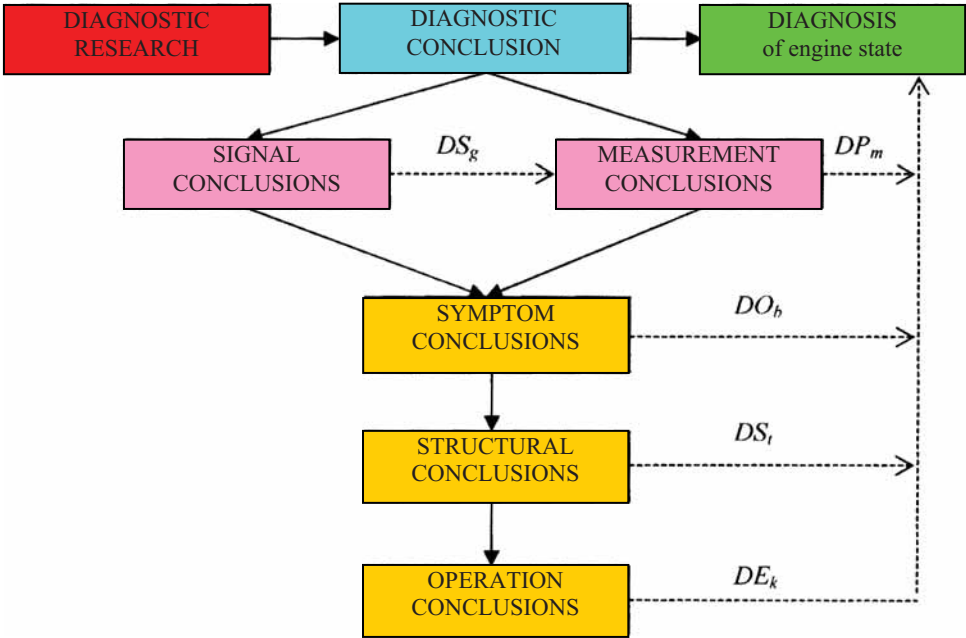 DIAGNOSTIC
RESEARCH
DIAGNOSTIC
CONCLUSION
DIAGNOSIS
of engine state
SIGNAL
CONCLUSIONS
DSg
MEASUREMENT
CONCLUSIONS
DPm
SYMPTOM
CONCLUSIONS
DOb
STRUCTURAL
CONCLUSIONS
DSt
OPERATION
CONCLUSIONS
DEk